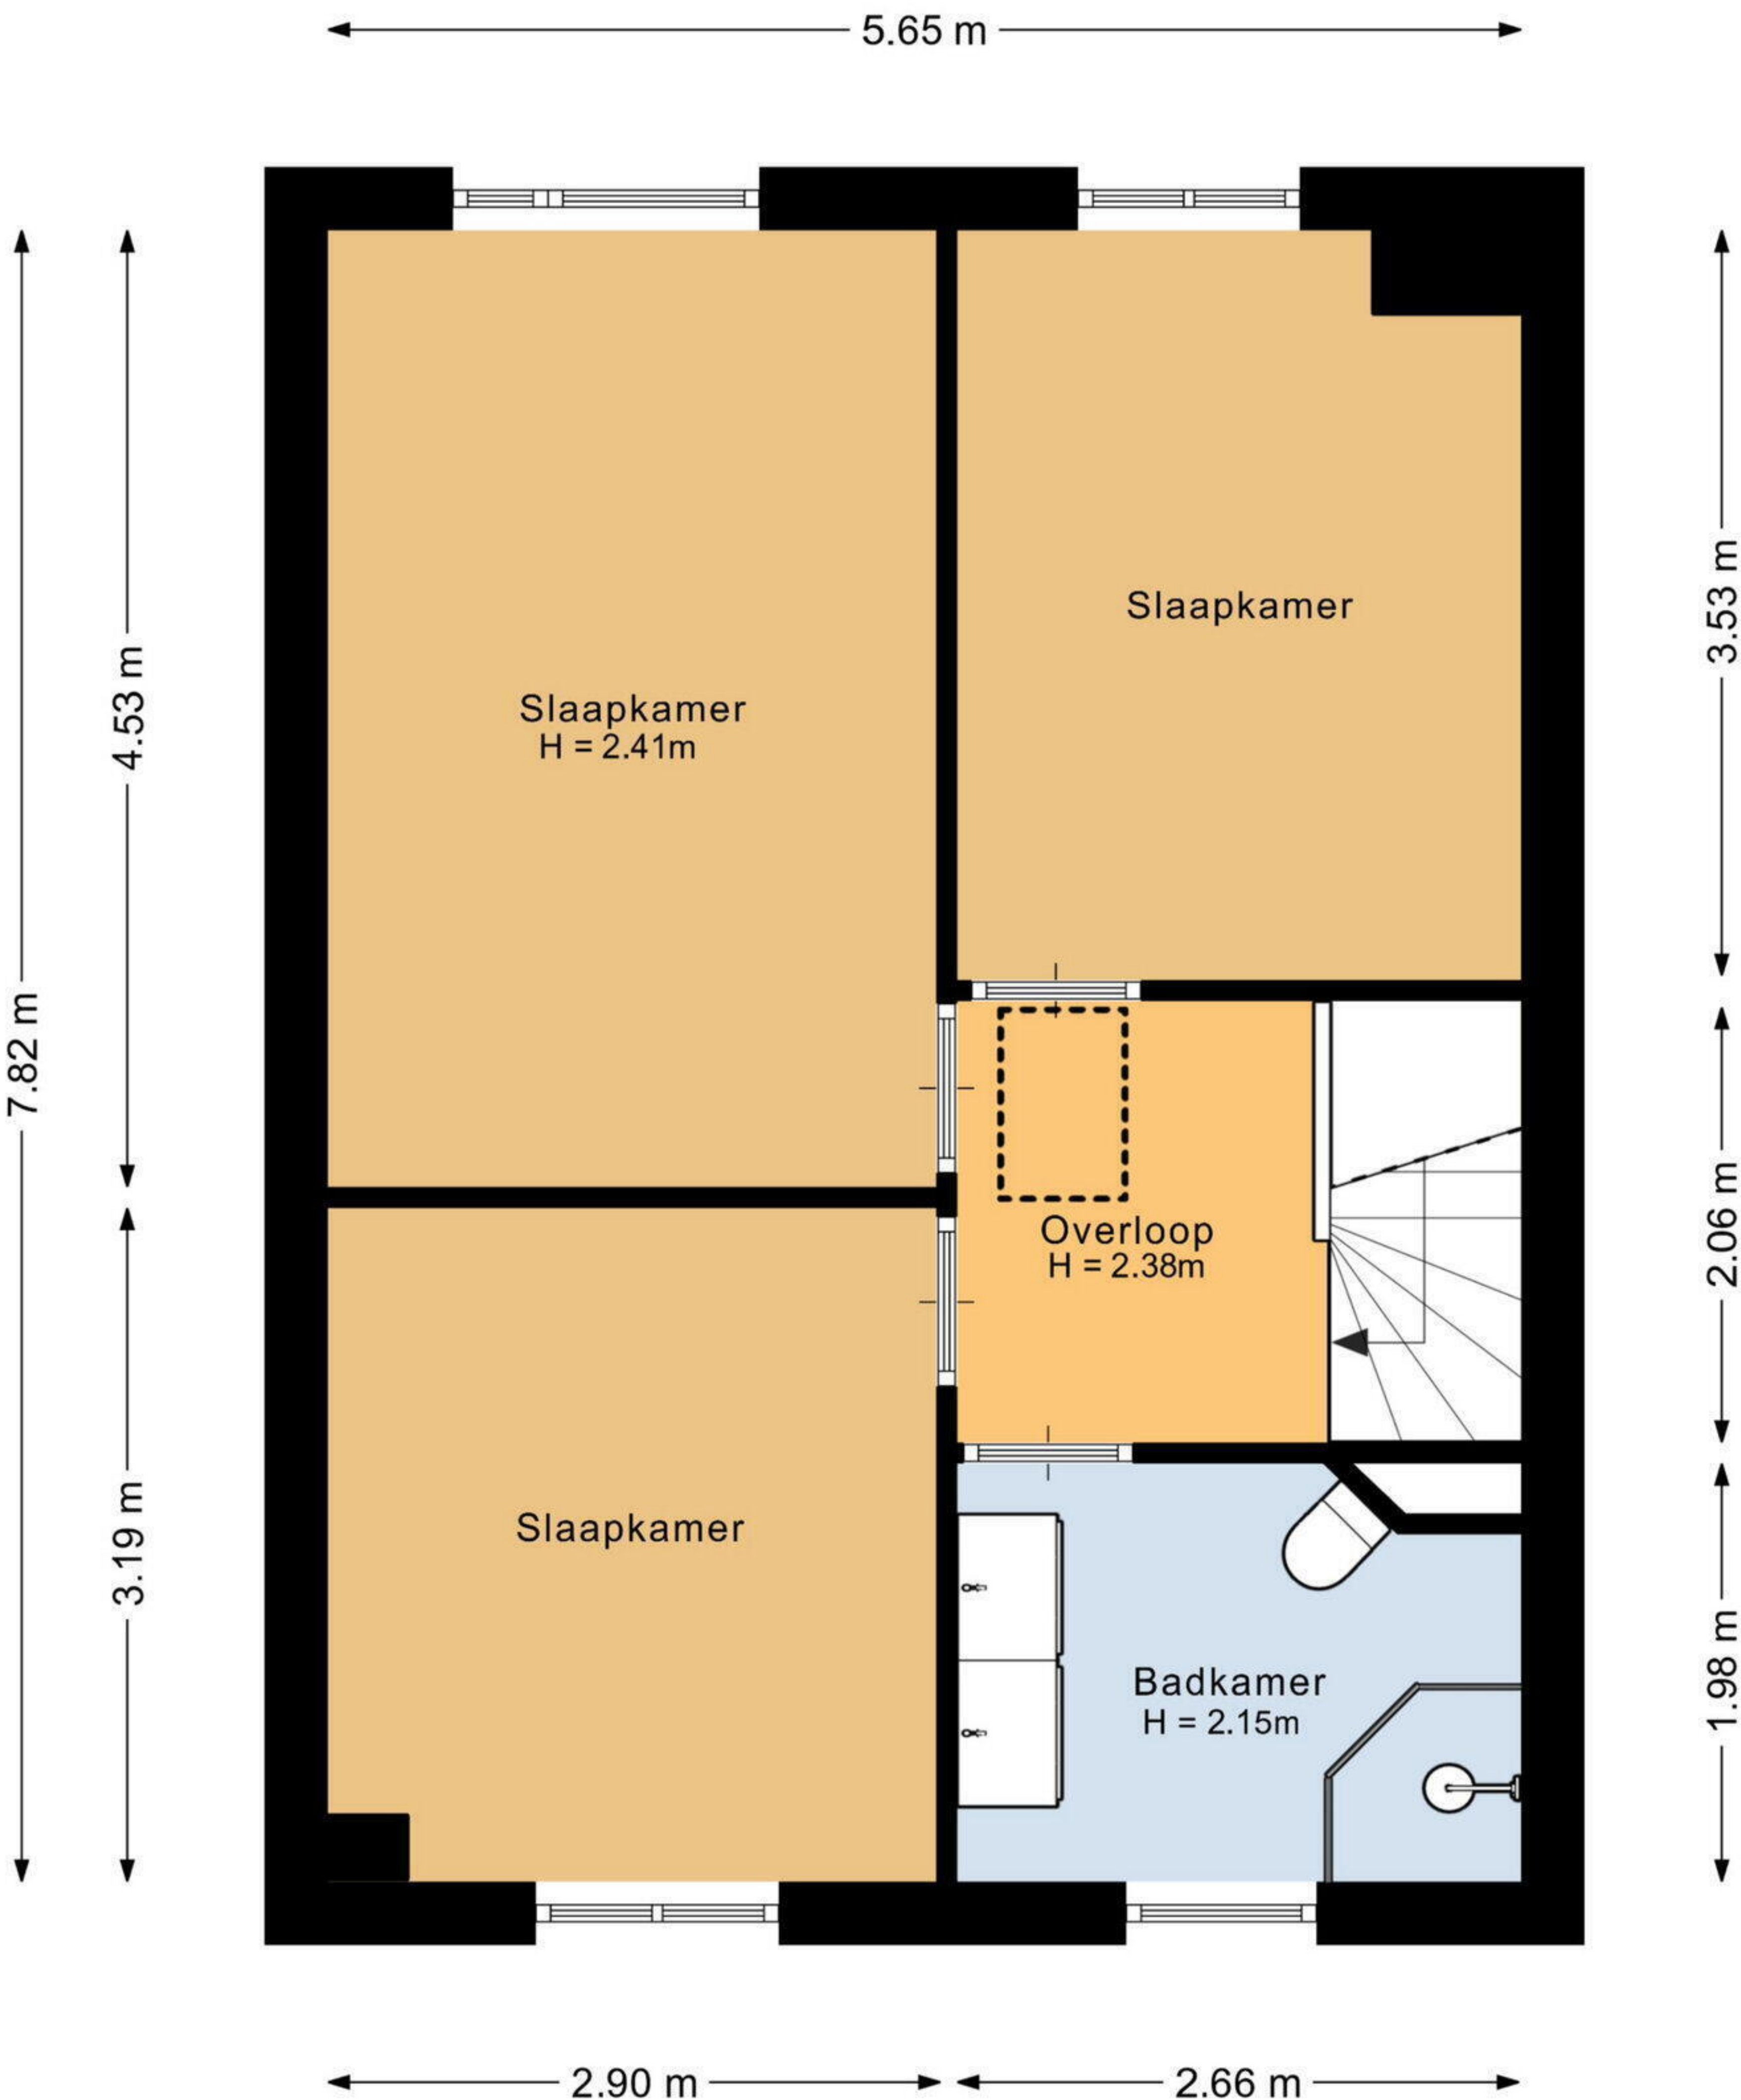 5.65 m
7.82 m
4.53 m
3.53 m
Slaapkamer
Slaapkamer
H = 2.41m
2.06 m
Overloop
H = 2.38m
3.19 m
Slaapkamer
1.98 m
Badkamer
H = 2.15m
2.90 m
2.66 m